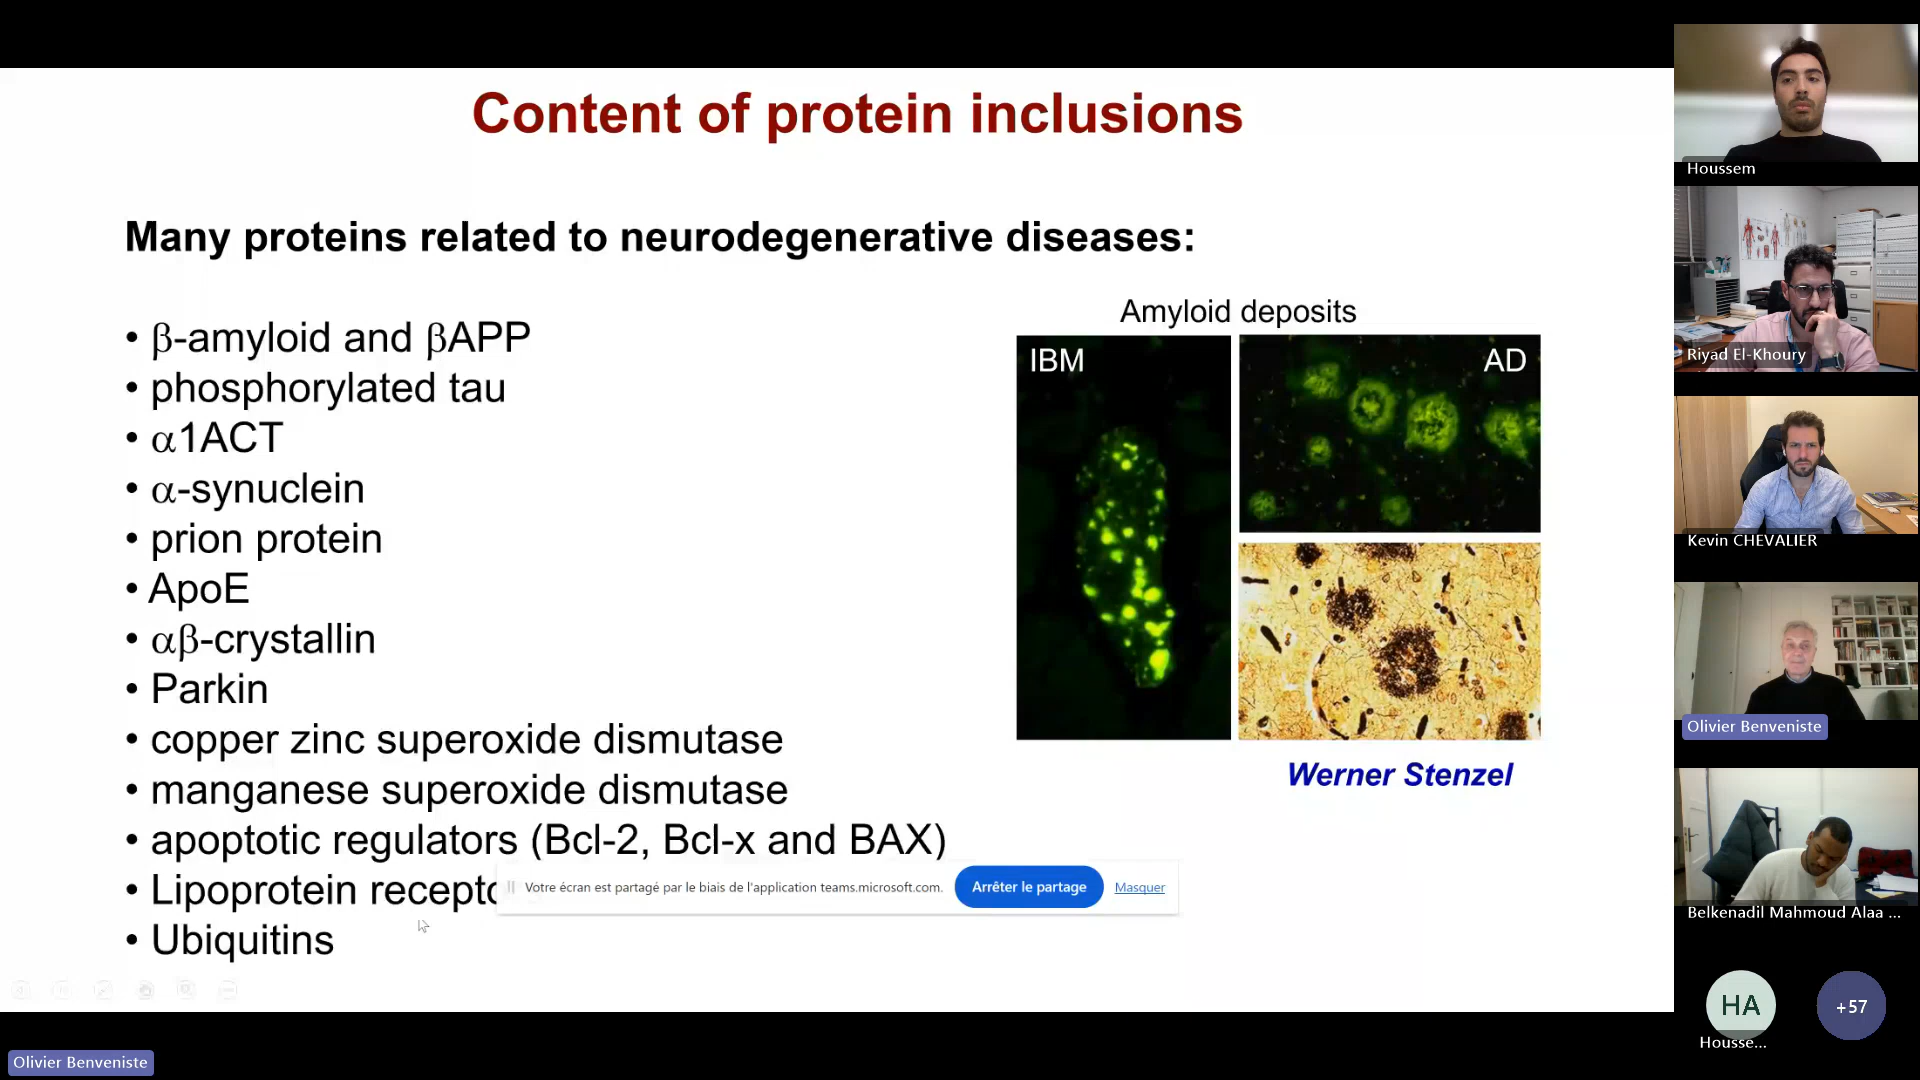 Content of protein inclusions
Many proteins related to neurodegenerative diseases:
• β-amyloid and βAPP
• phosphorylated tau
• α1ACT
• α-synuclein
• prion protein
• ApoE
• αβ-crystallin
• Parkin
• copper zinc superoxide dismutase
• manganese superoxide dismutase
• apoptotic regulators (Bcl-2, Bcl-x and BAX)
• Lipoprotein
• Ubiquitins
Amyloid deposits
IBM
AD
Werner Stenzel
Votre écran est partagé par le biais de l'application teams.microsoft.com.
Arrêter le partage
Masquer
Olivier Benveniste
Houssem
Riyad El-Khoury
Kevin CHEVALIER
Olivier Benveniste
Belkenadil Mahmoud Alaa ...
HA
Housse...
+57